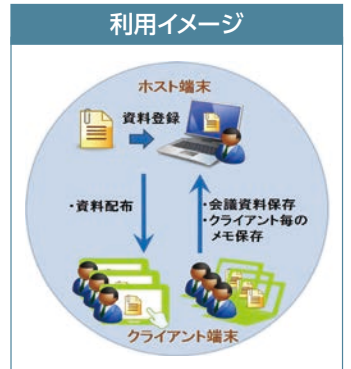 利用イメージ
ホスト端末
資料登録
・資料配布
・会議資料保存
・クライアント毎の
メモ保存
クライアント端末